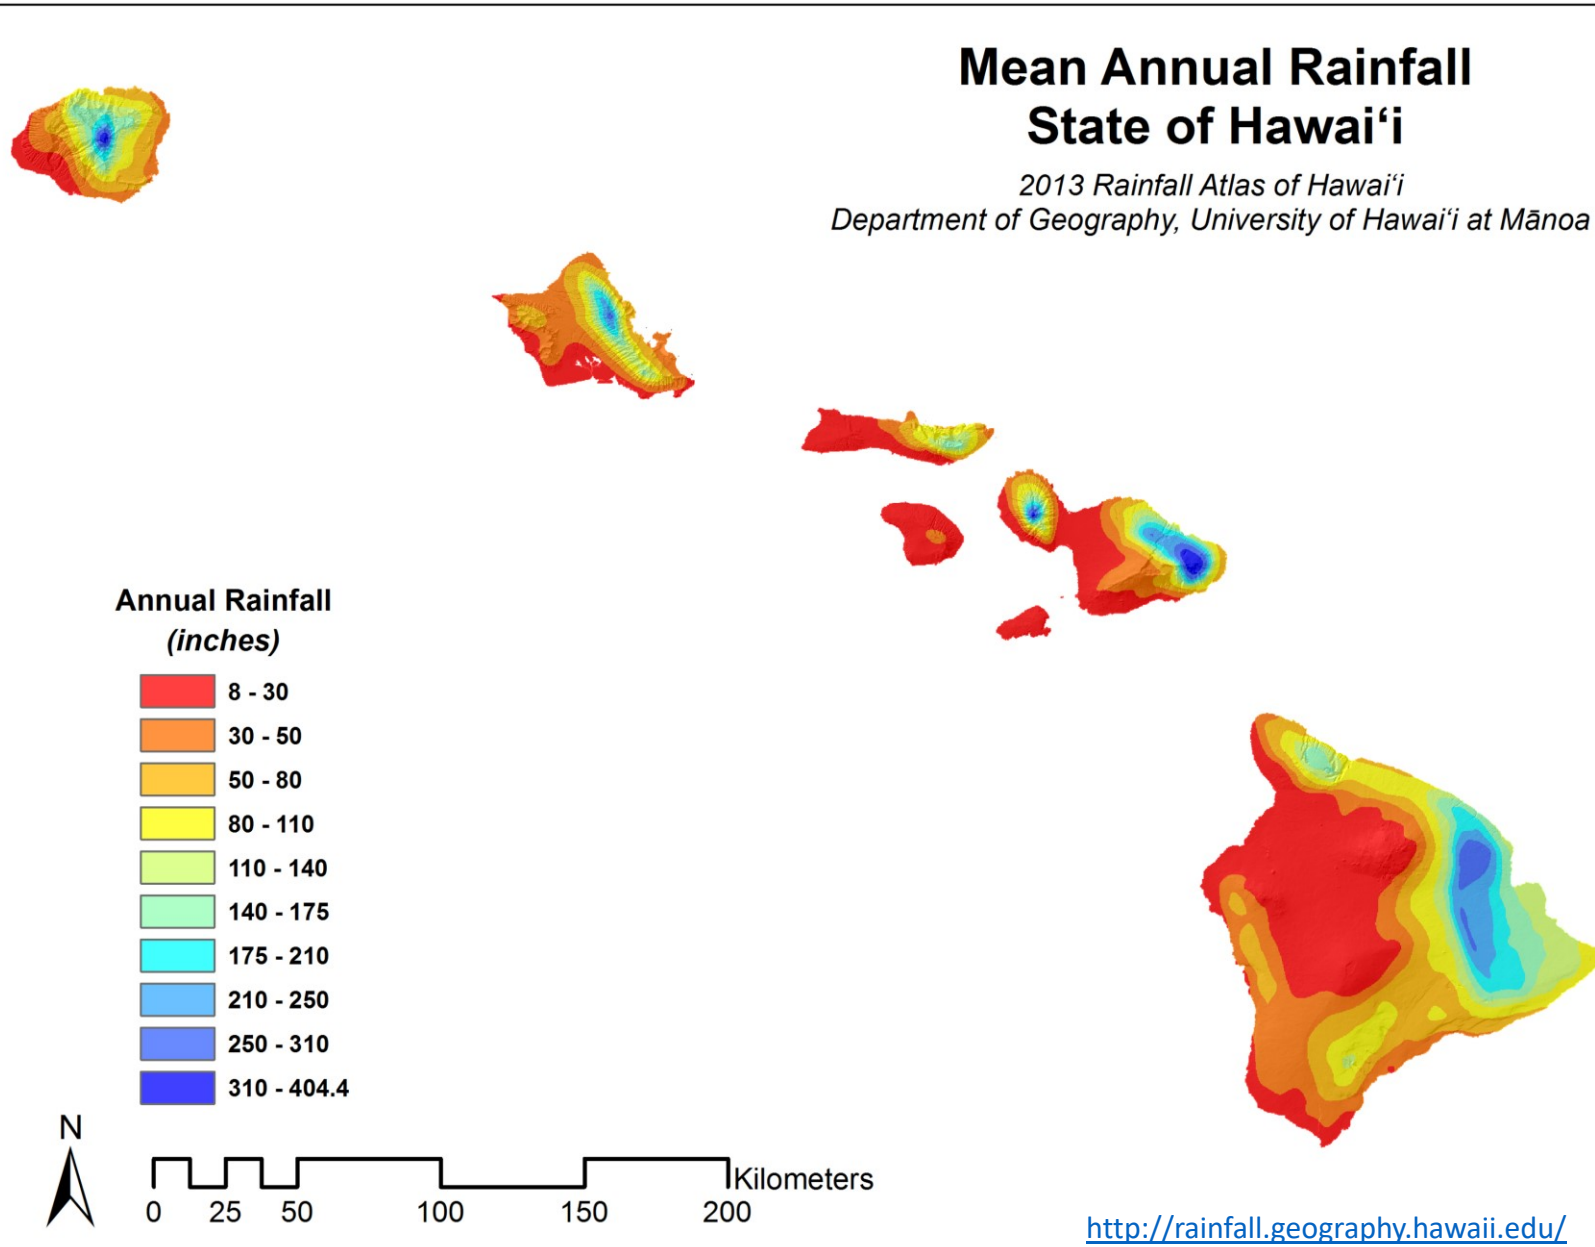 Mean Annual Rainfall
State of Hawaiʻi
2013 Rainfall Atlas of Hawaiʻi
Department of Geography, University of Hawaiʻi at Mānoa
Annual Rainfall
(inches)
8 - 30
30 - 50
50 - 80
80 - 110
110 - 140
140 - 175
175 - 210
210 - 250
250 - 310
310 - 404.4
N
Kilometers
0 25 50 100 150 200
http://rainfall.geography.hawaii.edu/